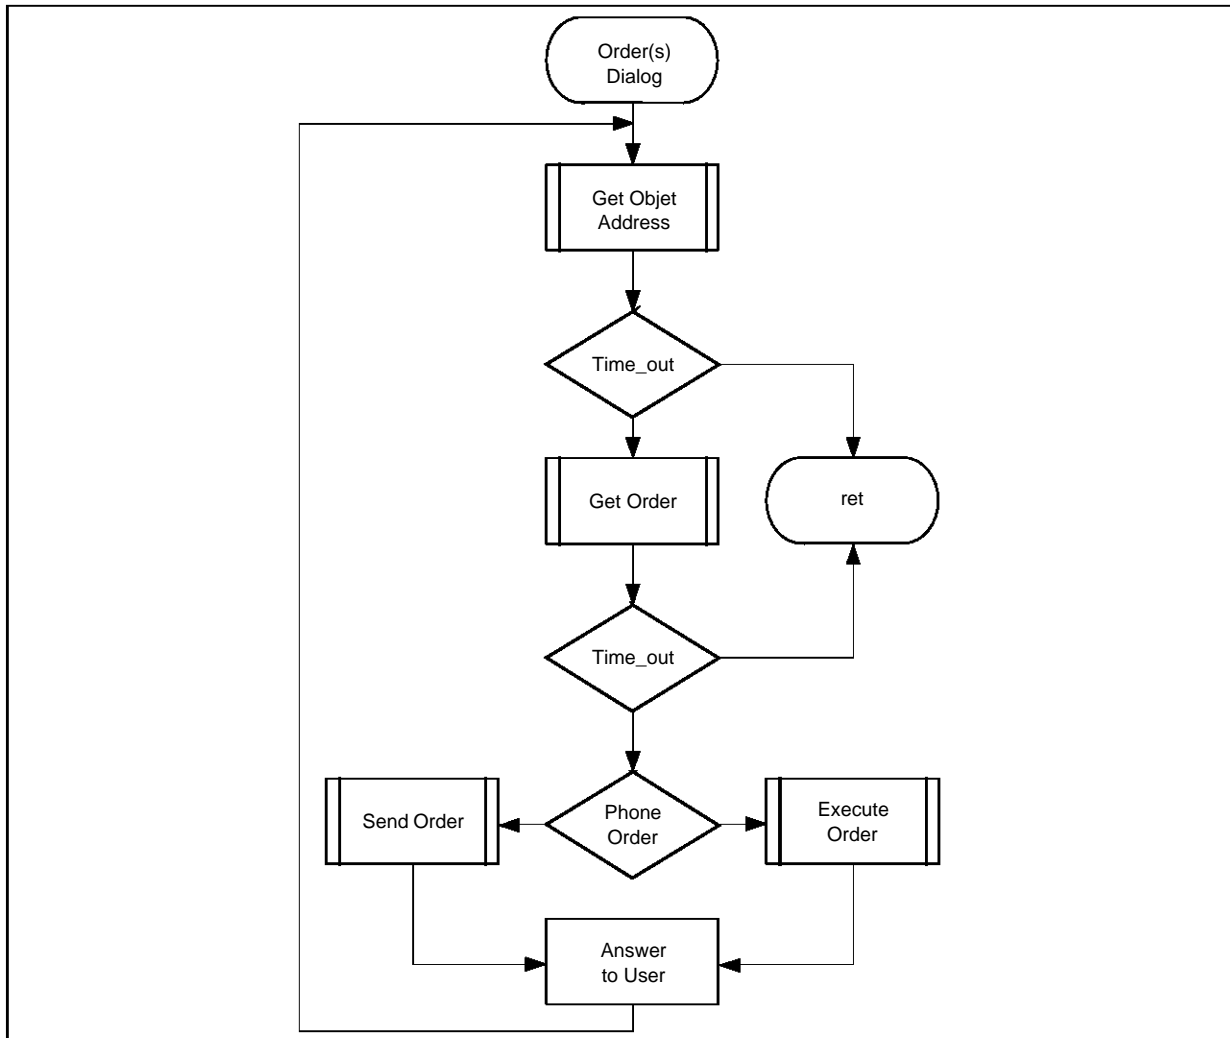 Order(s)
Dialog
Get Objet
Address
Time_out
Get Order
ret
Time_out
Send Order
Phone
Order
Execute
Order
Answer
to User